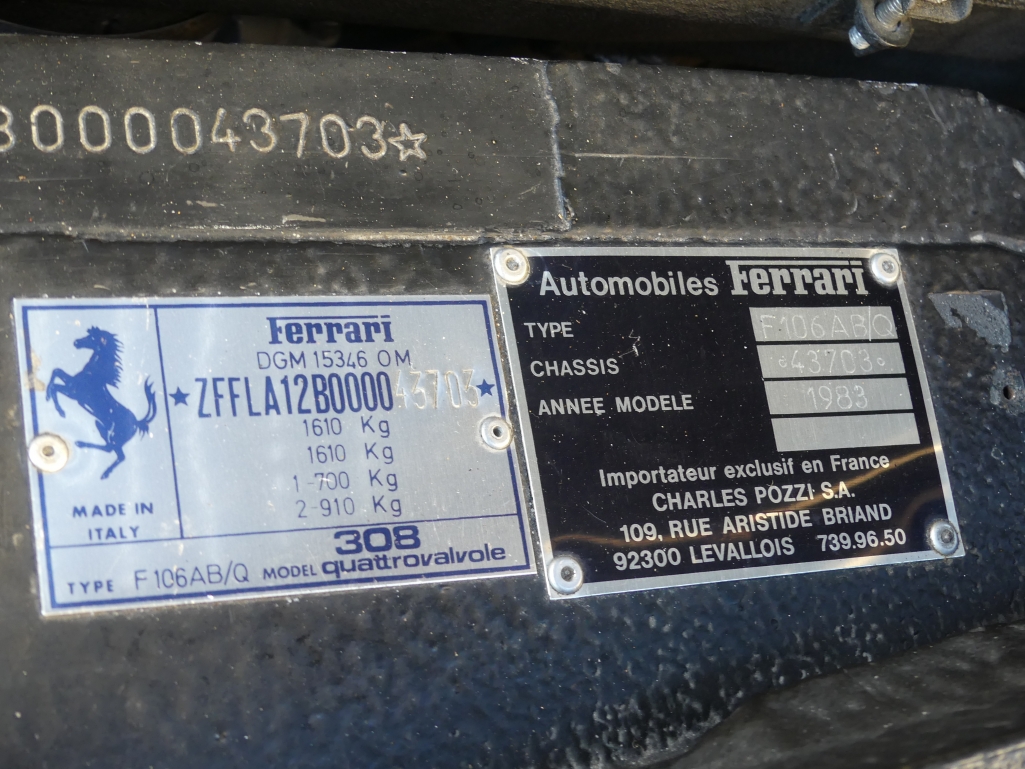 3000043703☆
Ferrari
DGM 15346 OM
★ZFFLA12B000043703★
1610 Kg
1610 Kg
1-700 Kg
2-910 Kg
MADE IN
ITALY
TYPE F106AB/Q MODEL 308 quattrovalvole
Automobiles Ferrari
TYPE F106AB/Q
CHASSIS 43703
ANNEE MODELE 1983
Importateur exclusif en France
CHARLES POZZI S.A.
109, RUE ARISTIDE BRIAND
92300 LEVALLOIS 739.96.50